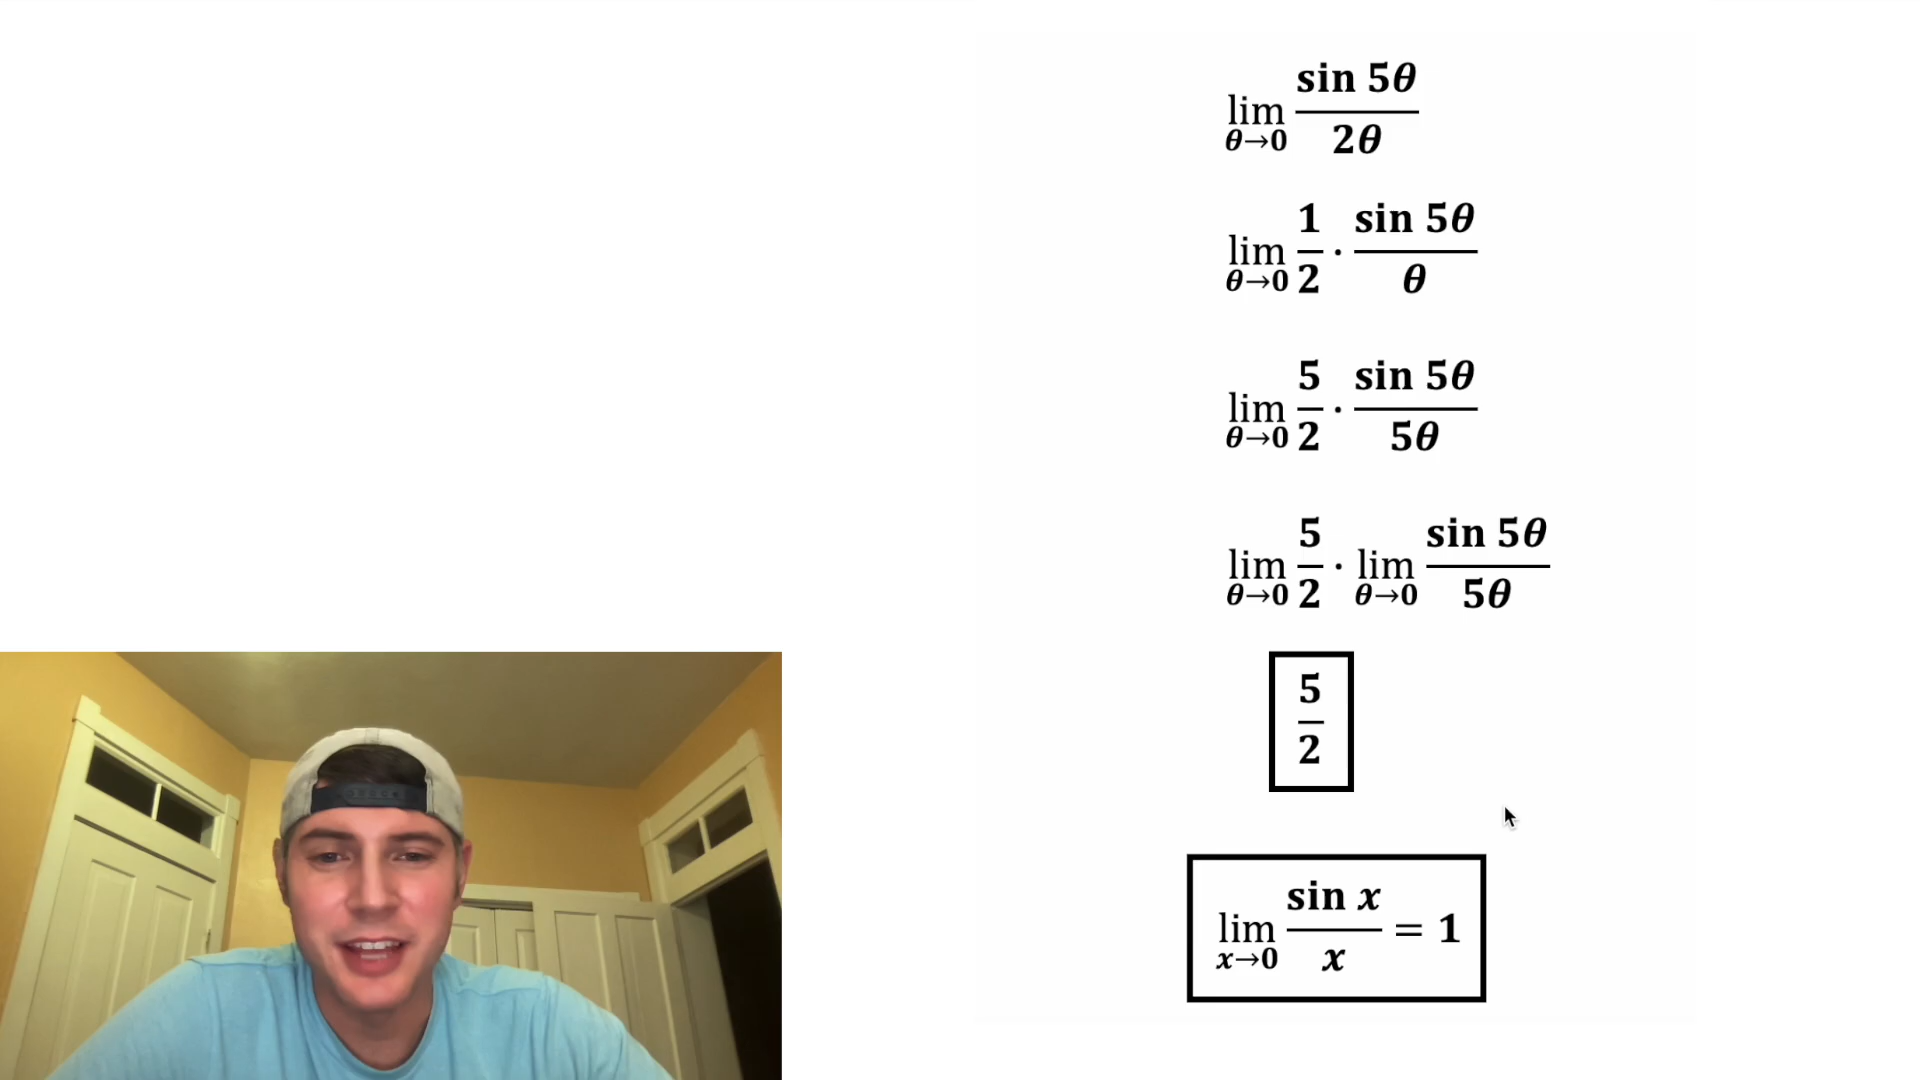 lim θ→0 sin 5θ / 2θ
lim θ→0 1/2 · sin 5θ / θ
lim θ→0 5/2 · sin 5θ / 5θ
lim θ→0 5/2 · lim θ→0 sin 5θ / 5θ
5/2
lim x→0 sin x / x = 1